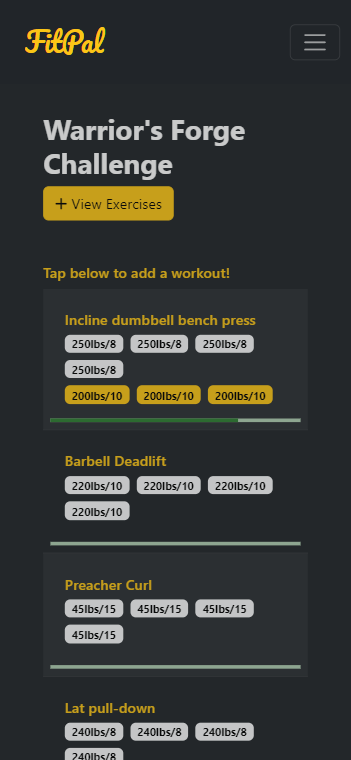 FitPal
Warrior's Forge
Challenge
+ View Exercises
Tap below to add a workout!
Incline dumbbell bench press
250lbs/8 250lbs/8 250lbs/8
250lbs/8
200lbs/10 200lbs/10 200lbs/10
Barbell Deadlift
220lbs/10 220lbs/10 220lbs/10
220lbs/10
Preacher Curl
45lbs/15 45lbs/15 45lbs/15
45lbs/15
Lat pull-down
240lbs/8 240lbs/8 240lbs/8
240lbs/8